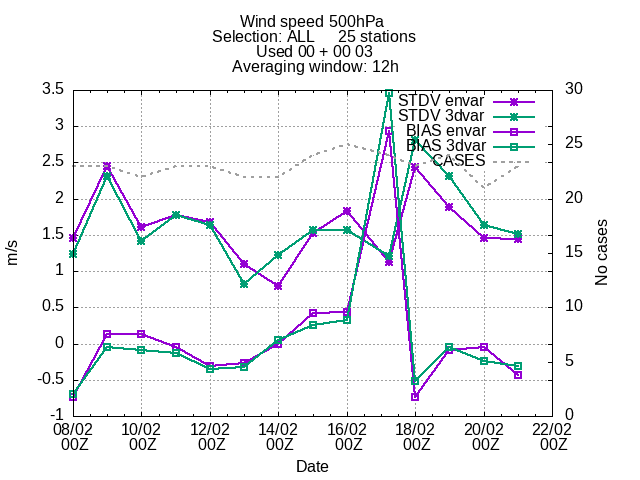 Wind speed 500hPa
Selection: ALL 25 stations
Used 00 + 00 03
Averaging window: 12h
3.5
3
2.5
2
1.5
1
0.5
0
-0.5
-1
m/s
30
25
20
15
10
5
0
No cases
STDV envar
STDV 3dvar
BIAS envar
BIAS 3dvar
CASES
08/02 10/02 12/02 14/02 16/02 18/02 20/02 22/02
00Z 00Z 00Z 00Z 00Z 00Z 00Z 00Z
Date